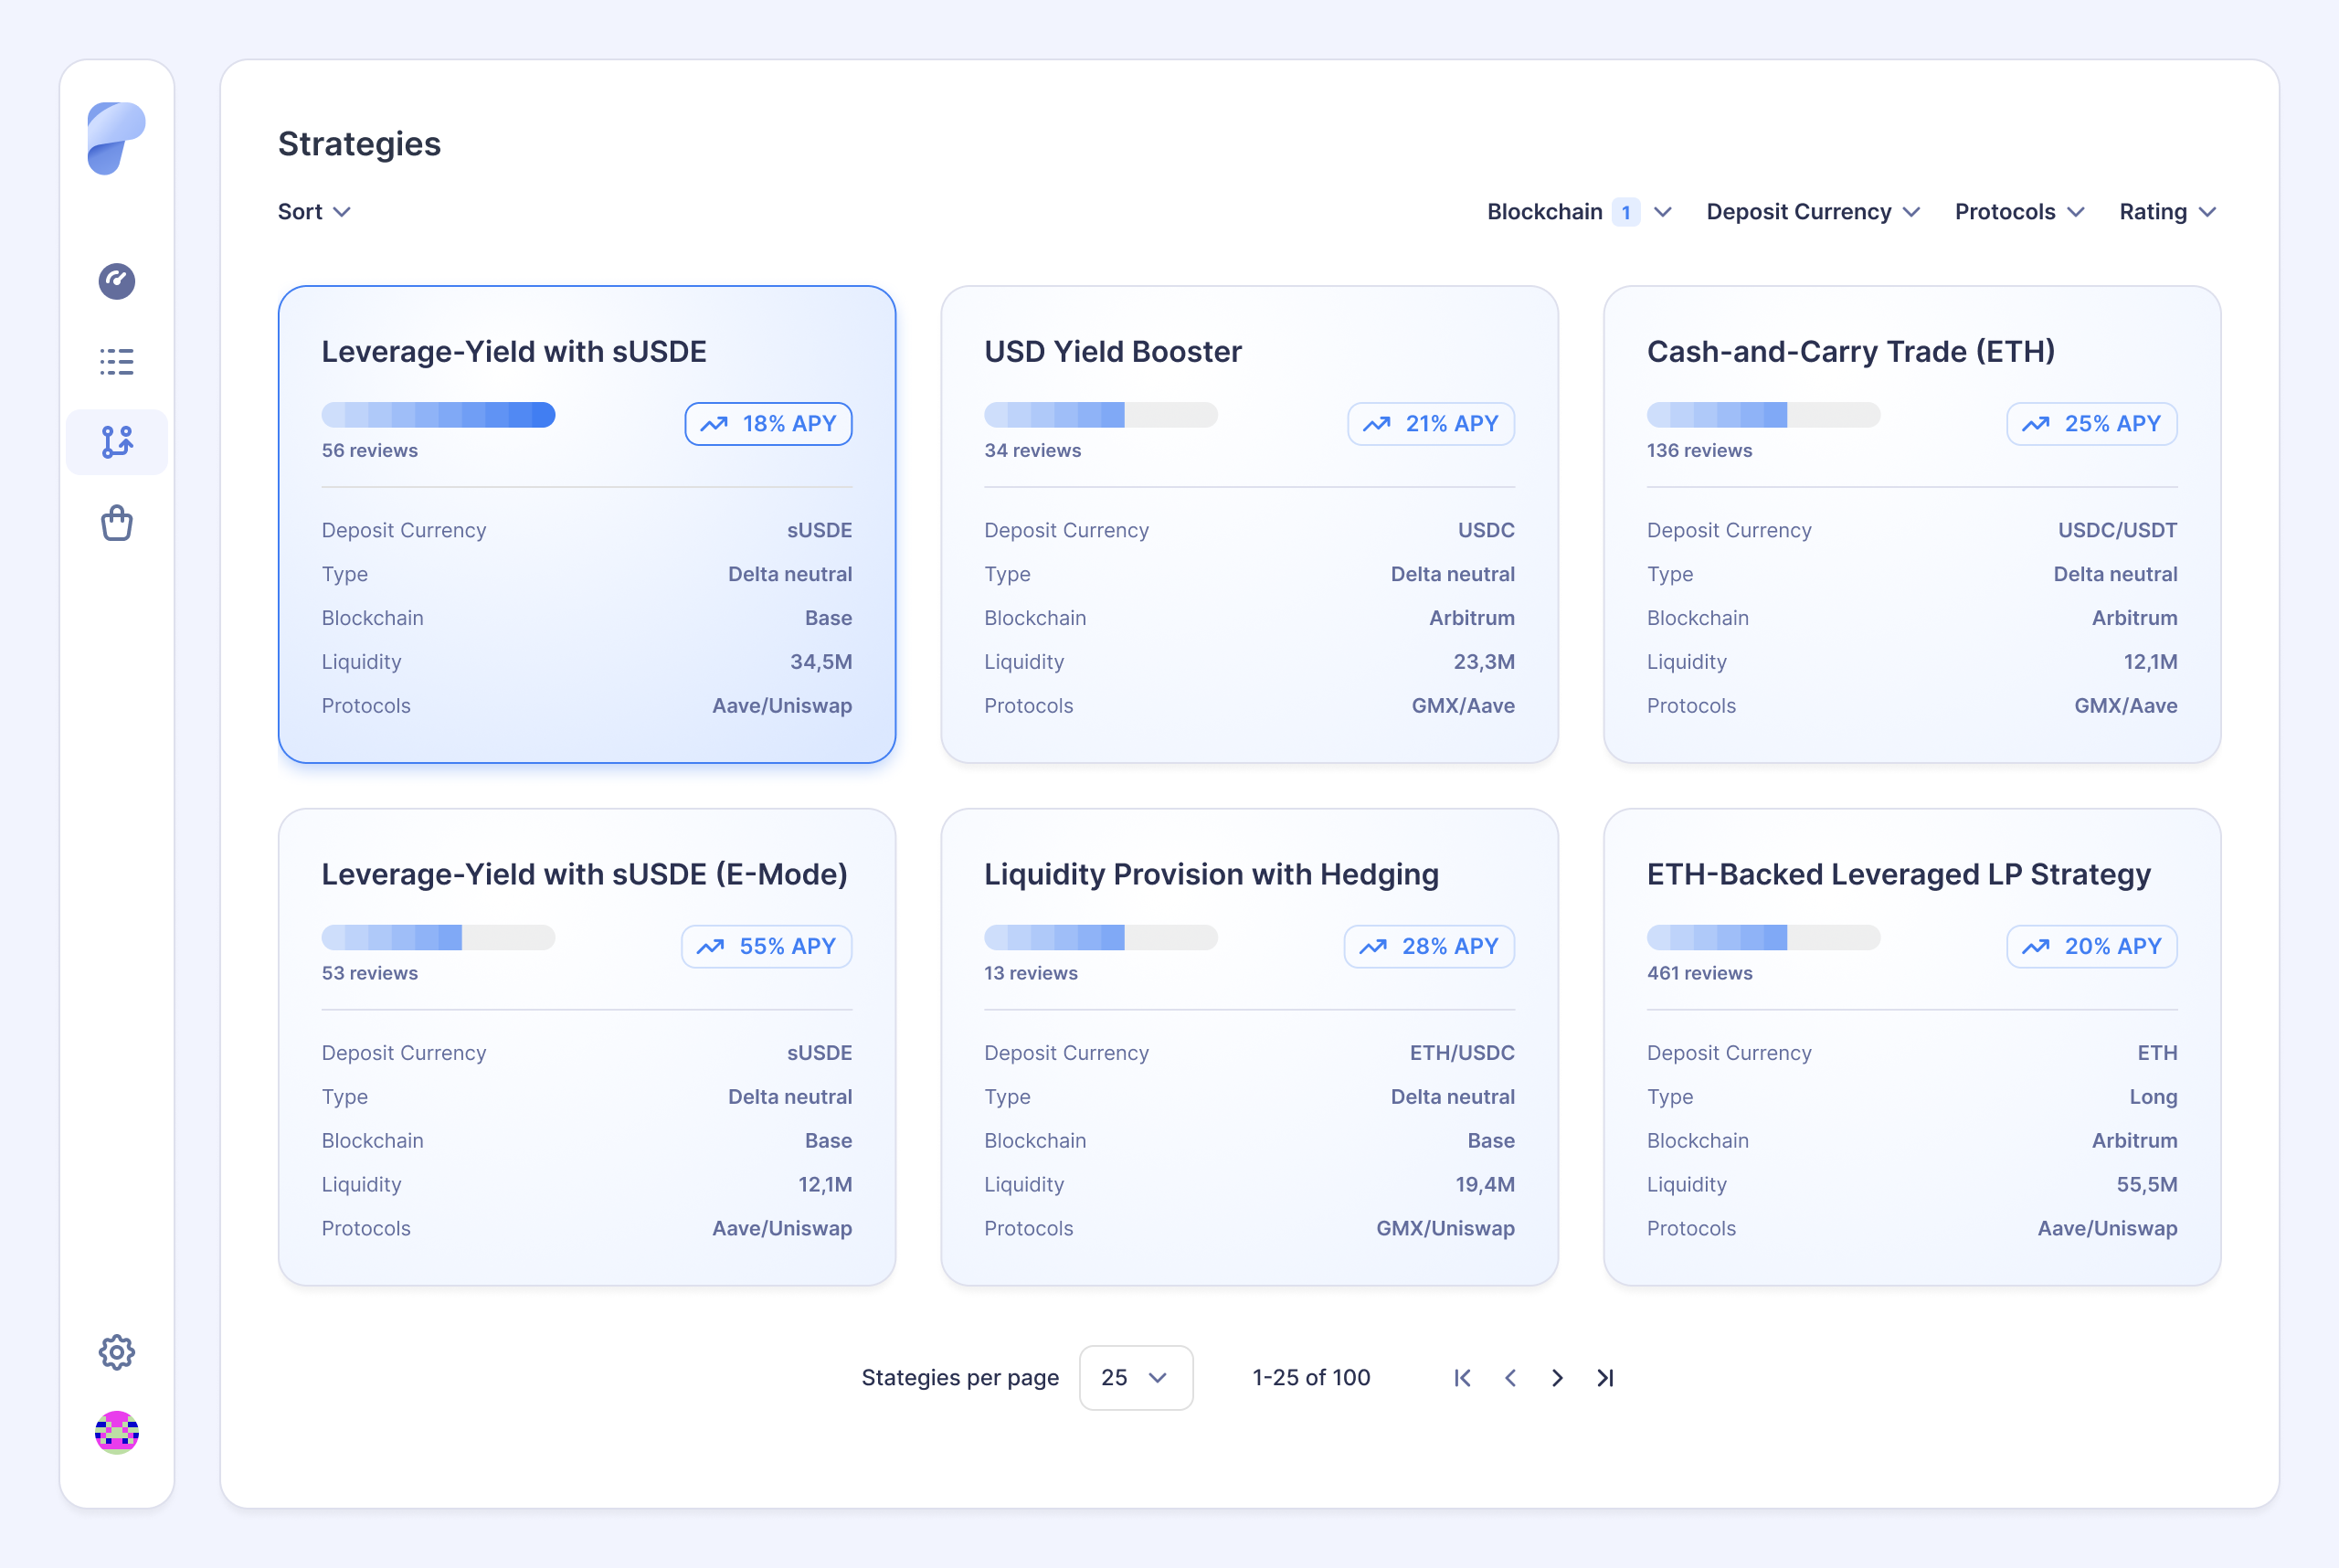 Strategies
Sort
Blockchain 1 Deposit Currency Protocols Rating
Leverage-Yield with sUSDE
18% APY
56 reviews
Deposit Currency sUSDE
Type Delta neutral
Blockchain Base
Liquidity 34,5M
Protocols Aave/Uniswap
USD Yield Booster
21% APY
34 reviews
Deposit Currency USDC
Type Delta neutral
Blockchain Arbitrum
Liquidity 23,3M
Protocols GMX/Aave
Cash-and-Carry Trade (ETH)
25% APY
136 reviews
Deposit Currency USDC/USDT
Type Delta neutral
Blockchain Arbitrum
Liquidity 12,1M
Protocols GMX/Aave
Leverage-Yield with sUSDE (E-Mode)
55% APY
53 reviews
Deposit Currency sUSDE
Type Delta neutral
Blockchain Base
Liquidity 12,1M
Protocols Aave/Uniswap
Liquidity Provision with Hedging
28% APY
13 reviews
Deposit Currency ETH/USDC
Type Delta neutral
Blockchain Base
Liquidity 19,4M
Protocols GMX/Uniswap
ETH-Backed Leveraged LP Strategy
20% APY
461 reviews
Deposit Currency ETH
Type Long
Blockchain Arbitrum
Liquidity 55,5M
Protocols Aave/Uniswap
Stategies per page 25 1-25 of 100